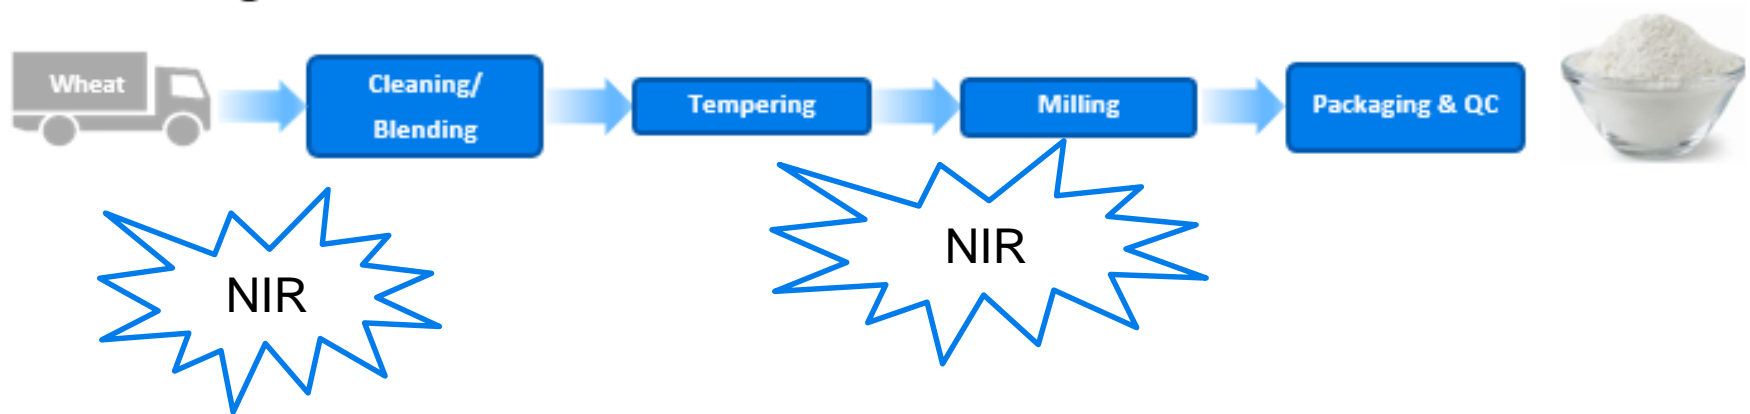 Wheat
Cleaning/
Blending
Tempering
Milling
Packaging & QC
NIR
NIR